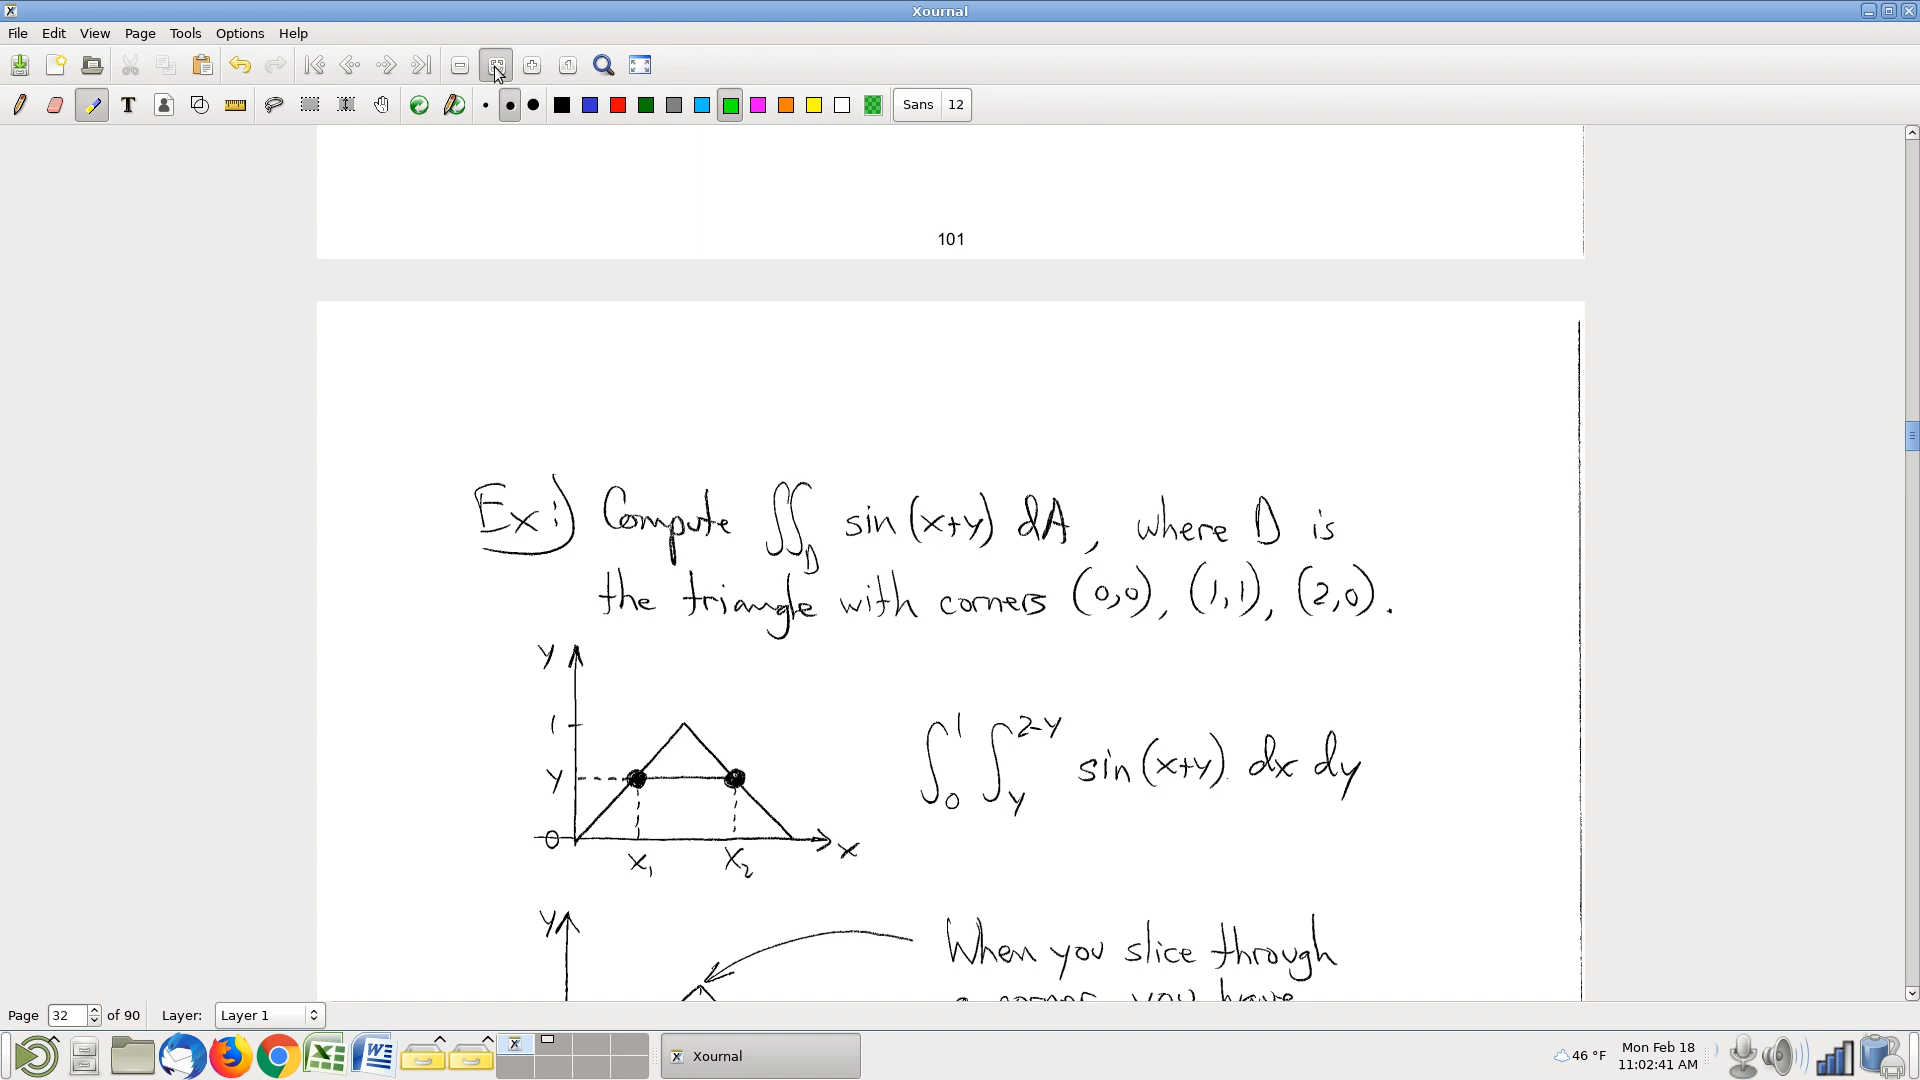 Xournal
File Edit View Page Tools Options Help
Sans 12
101
Ex:) Compute ∬_D sin (x+y) dA, where D is
the triangle with corners (0,0), (1,1), (2,0).
y
1
y
0
x₁ x₂ x
∫₀¹ ∫_y^{2-y} sin (x+y) dx dy
y
When you slice through
a corner, you have
Page 32 of 90 Layer: Layer 1
Xournal
46 °F Mon Feb 18
11:02:41 AM